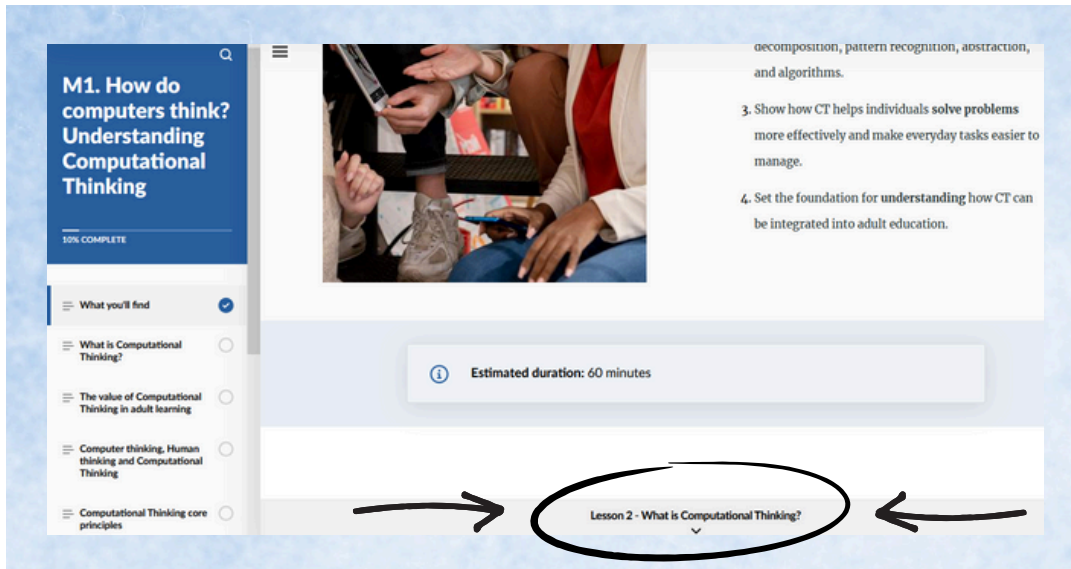 M1. How do
computers think?
Understanding
Computational
Thinking
10% COMPLETE
What you'll find
What is Computational
Thinking?
The value of Computational
Thinking in adult learning
Computer thinking, Human
thinking and Computational
Thinking
Computational Thinking core
principles
decomposition, pattern recognition, abstraction,
and algorithms.
3. Show how CT helps individuals solve problems
more effectively and make everyday tasks easier to
manage.
4. Set the foundation for understanding how CT can
be integrated into adult education.
Estimated duration: 60 minutes
Lesson 2 - What is Computational Thinking?